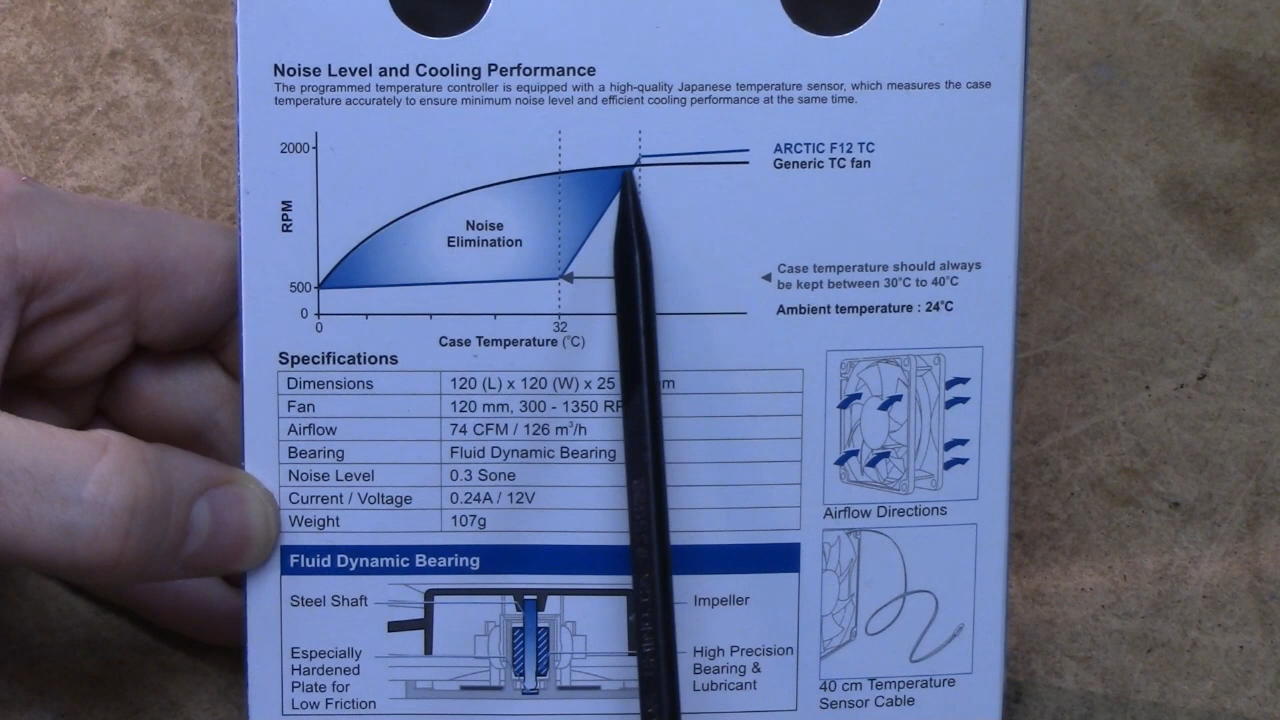 Noise Level and Cooling Performance
The programmed temperature controller is equipped with a high-quality Japanese temperature sensor, which measures the case
temperature accurately to ensure minimum noise level and efficient cooling performance at the same time.
2000
ARCTIC F12 TC
Generic TC fan
RPM
Noise
Elimination
Case temperature should always
be kept between 30°C to 40°C
500
Ambient temperature : 24°C
0
0
32
Case Temperature (°C)
Specifications
Dimensions 120 (L) x 120 (W) x 25
Fan 120 mm, 300 - 1350
Airflow 74 CFM / 126 m³/h
Bearing Fluid Dynamic Bearing
Noise Level 0.3 Sone
Current / Voltage 0.24A / 12V
Weight 107g
Airflow Directions
Fluid Dynamic Bearing
Steel Shaft
Impeller
Especially
Hardened
Plate for
Low Friction
High Precision
Bearing &
Lubricant
40 cm Temperature
Sensor Cable